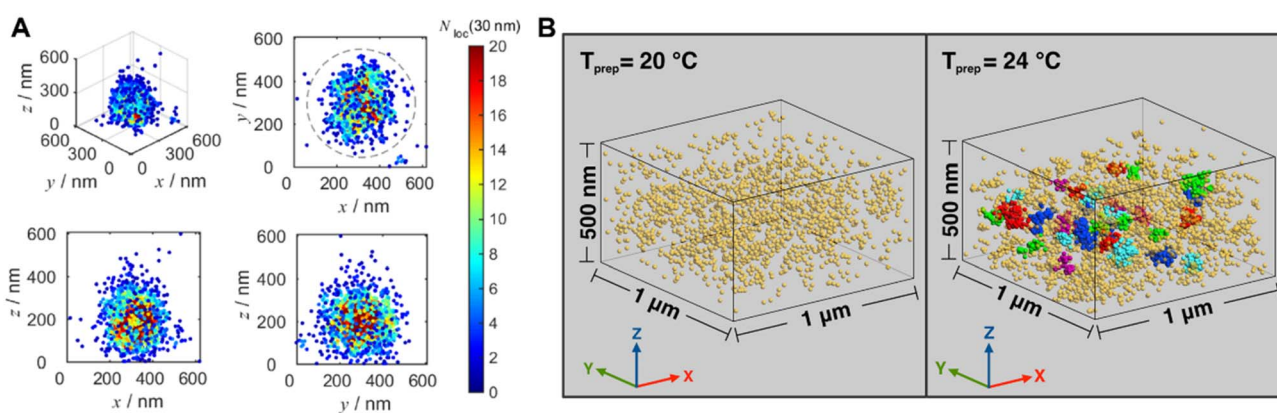 A
600
300
0
z / nm
600
300
0
y / nm
0
300
600
x / nm
600
400
200
0
y / nm
0 200 400 600
x / nm
600
400
200
0
z / nm
0 200 400 600
x / nm
600
400
200
0
z / nm
0 200 400 600
y / nm
N loc (30 nm)
20
18
16
14
12
10
8
6
4
2
0
B
Tprep = 20 °C
500 nm
1 µm
1 µm
Z
Y
X
Tprep = 24 °C
500 nm
1 µm
1 µm
Z
Y
X